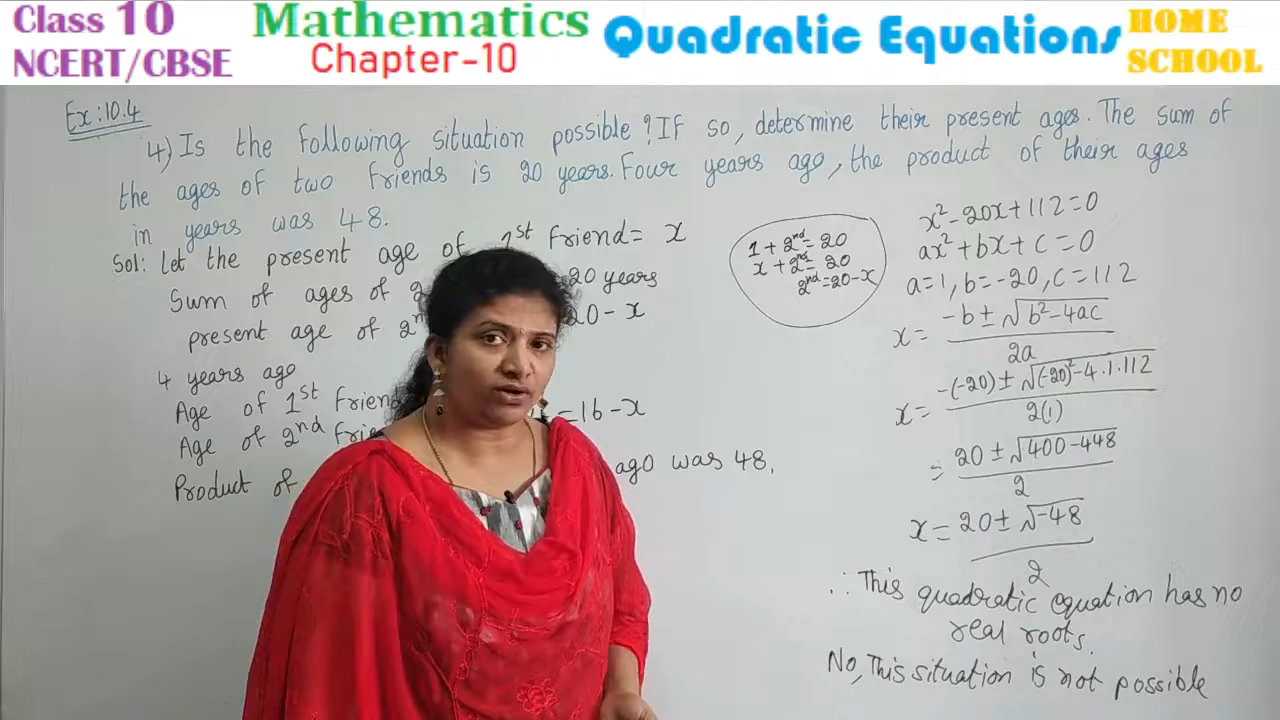 Class 10
NCERT/CBSE
Mathematics
Chapter-10
Quadratic Equations
HOME
SCHOOL
Ex:10.4
4) Is the following situation possible? If so, determine their present ages. The sum of
the ages of two friends is 20 years. Four years ago, the product of their ages
in years was 48.
Sol: Let the present age of 1st friend = x
Sum of ages of 20 years
present age of 2nd 20-x
4 years ago
Age of 1st Friend
Age of 2nd =16-x
Product of ago was 48.
1+2nd=20
x+2nd=20
2nd=20-x
x²-20x+112=0
ax²+bx+c=0
a=1, b=-20, c=112
x= -b±√b²-4ac
2a
x= -(-20)±√(-20)²-4.1.112
2(1)
= 20±√400-448
2
x= 20±√-48
2
∴ This quadratic equation has no
real roots.
No, This situation is not possible